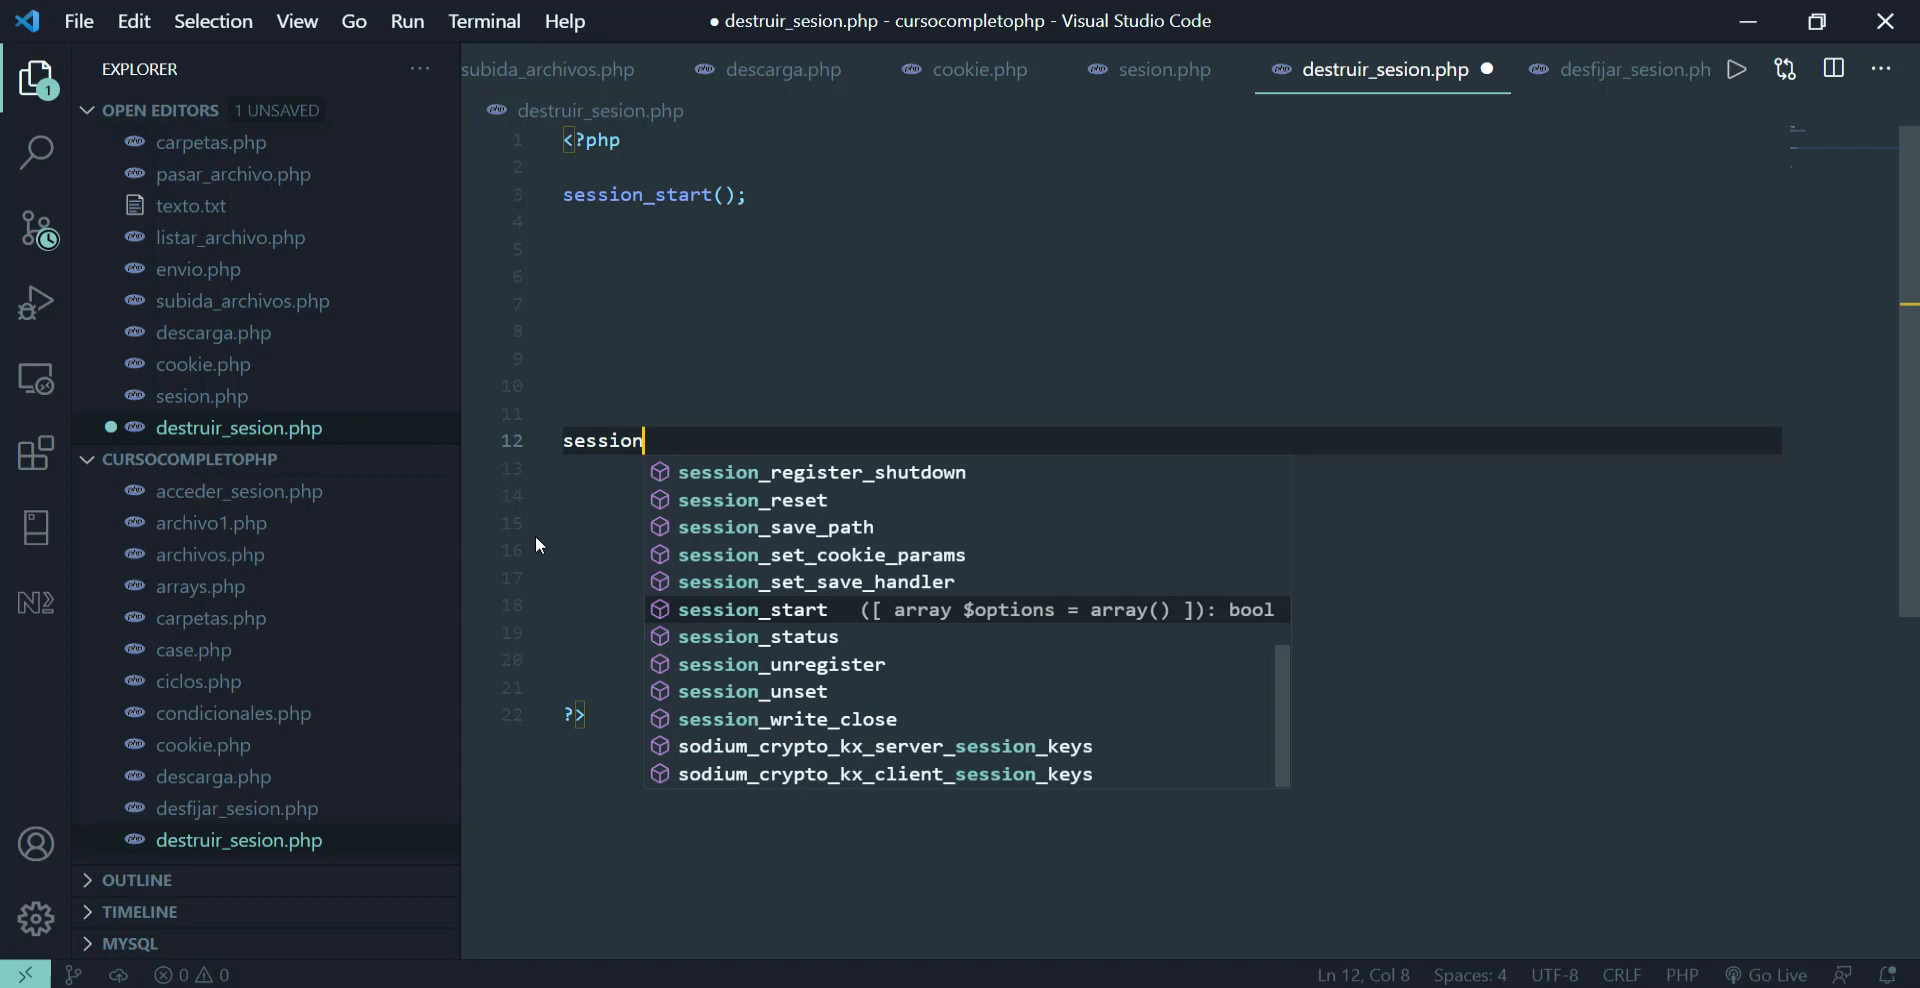 File Edit Selection View Go Run Terminal Help
● destruir_sesion.php - cursocompletophp - Visual Studio Code
EXPLORER
OPEN EDITORS 1 UNSAVED
carpetas.php
pasar_archivo.php
texto.txt
listar_archivo.php
envio.php
subida_archivos.php
descarga.php
cookie.php
sesion.php
destruir_sesion.php
CURSOCOMPLETOPHP
acceder_sesion.php
archivo1.php
archivos.php
arrays.php
carpetas.php
case.php
ciclos.php
condicionales.php
cookie.php
descarga.php
desfijar_sesion.php
destruir_sesion.php
OUTLINE
TIMELINE
MYSQL
1
subida_archivos.php descarga.php cookie.php sesion.php destruir_sesion.php desfijar_sesion.ph
destruir_sesion.php
1 <?php
2
3 session_start();
4
5
6
7
8
9
10
11
12 session
13 session_register_shutdown
14 session_reset
15 session_save_path
16 session_set_cookie_params
17 session_set_save_handler
18 session_start ([ array $options = array() ]): bool
19 session_status
20 session_unregister
21 session_unset
22 ?> session_write_close
sodium_crypto_kx_server_session_keys
sodium_crypto_kx_client_session_keys
0 0
Ln 12, Col 8 Spaces: 4 UTF-8 CRLF PHP Go Live